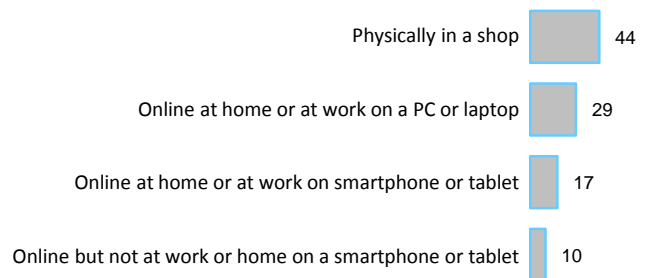 Physically in a shop 44
Online at home or at work on a PC or laptop 29
Online at home or at work on smartphone or tablet 17
Online but not at work or home on a smartphone or tablet 10